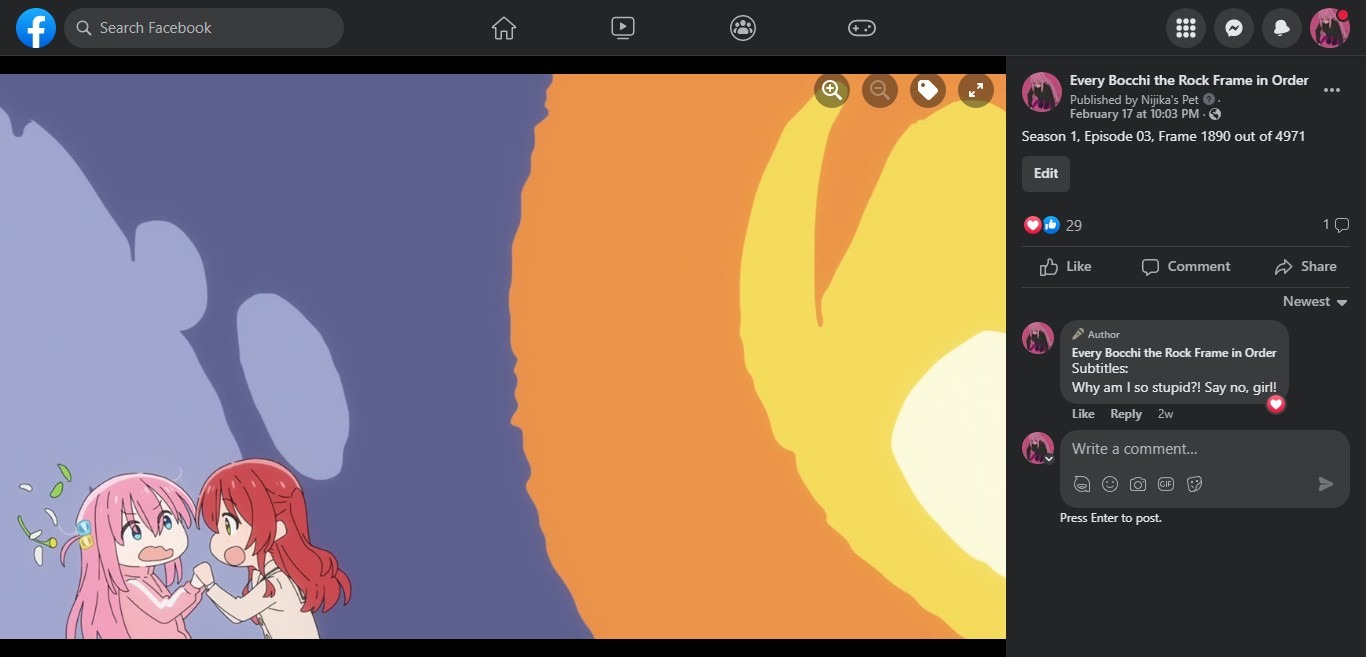 Search Facebook
Every Bocchi the Rock Frame in Order
Published by Nijika's Pet ·
February 17 at 10:03 PM ·
Season 1, Episode 03, Frame 1890 out of 4971
Edit
29
1
Like
Comment
Share
Newest
Author
Every Bocchi the Rock Frame in Order
Subtitles:
Why am I so stupid?! Say no, girl!
Like Reply 2w
Write a comment...
GIF
Press Enter to post.